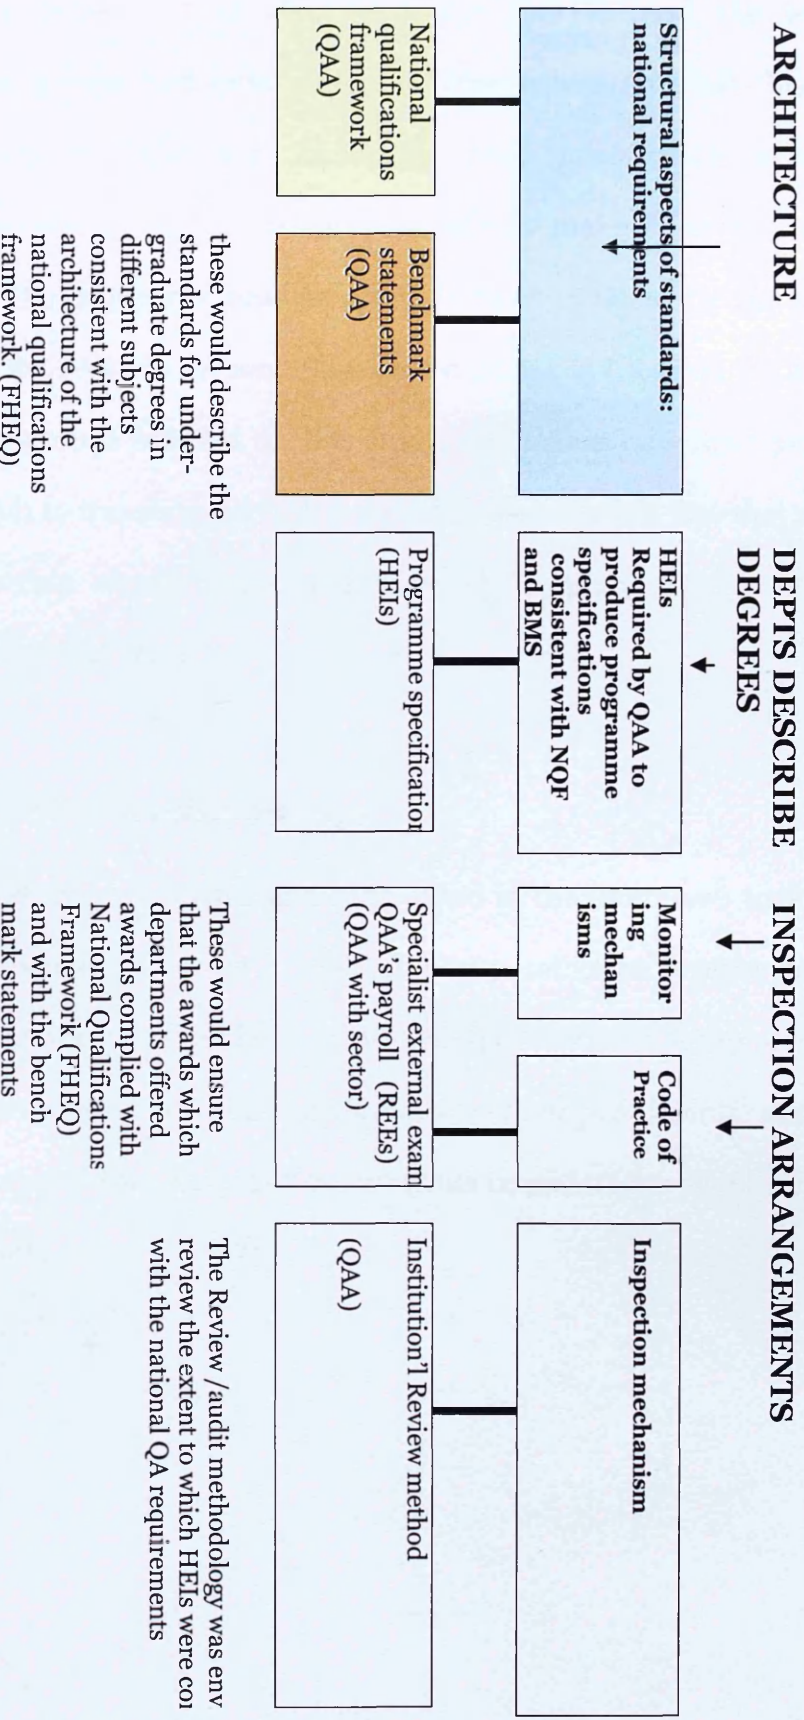 ARCHITECTURE
DEPTS DESCRIBE
DEGREES
INSPECTION ARRANGEMENTS
Structural aspects of standards:
national requirements
HEIs
Required by QAA to
produce programme
specifications
consistent with NQF
and BMS
Monitor
ing
mechan
isms
Code of
Practice
Inspection mechanism
National
qualifications
framework
(QAA)
Benchmark
statements
(QAA)
Programme specification
(HEIs)
Specialist external exam
QAA's payroll (REEs)
(QAA with sector)
Institution'l Review method
(QAA)
these would describe the
standards for under-
graduate degrees in
different subjects
consistent with the
architecture of the
national qualifications
framework. (FHEQ)
These would ensure
that the awards which
departments offered
awards complied with
National Qualifications
Framework (FHEQ)
and with the bench
mark statements
The Review /audit methodology was env
review the extent to which HEIs were
with the national QA requirements